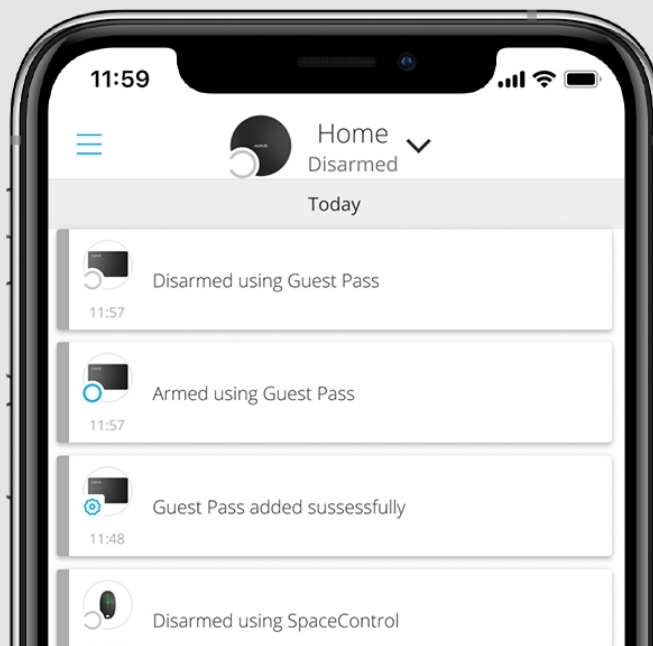 11:59
Home
Disarmed
Today
Disarmed using Guest Pass
11:57
Armed using Guest Pass
11:57
Guest Pass added sussessfully
11:48
Disarmed using SpaceControl